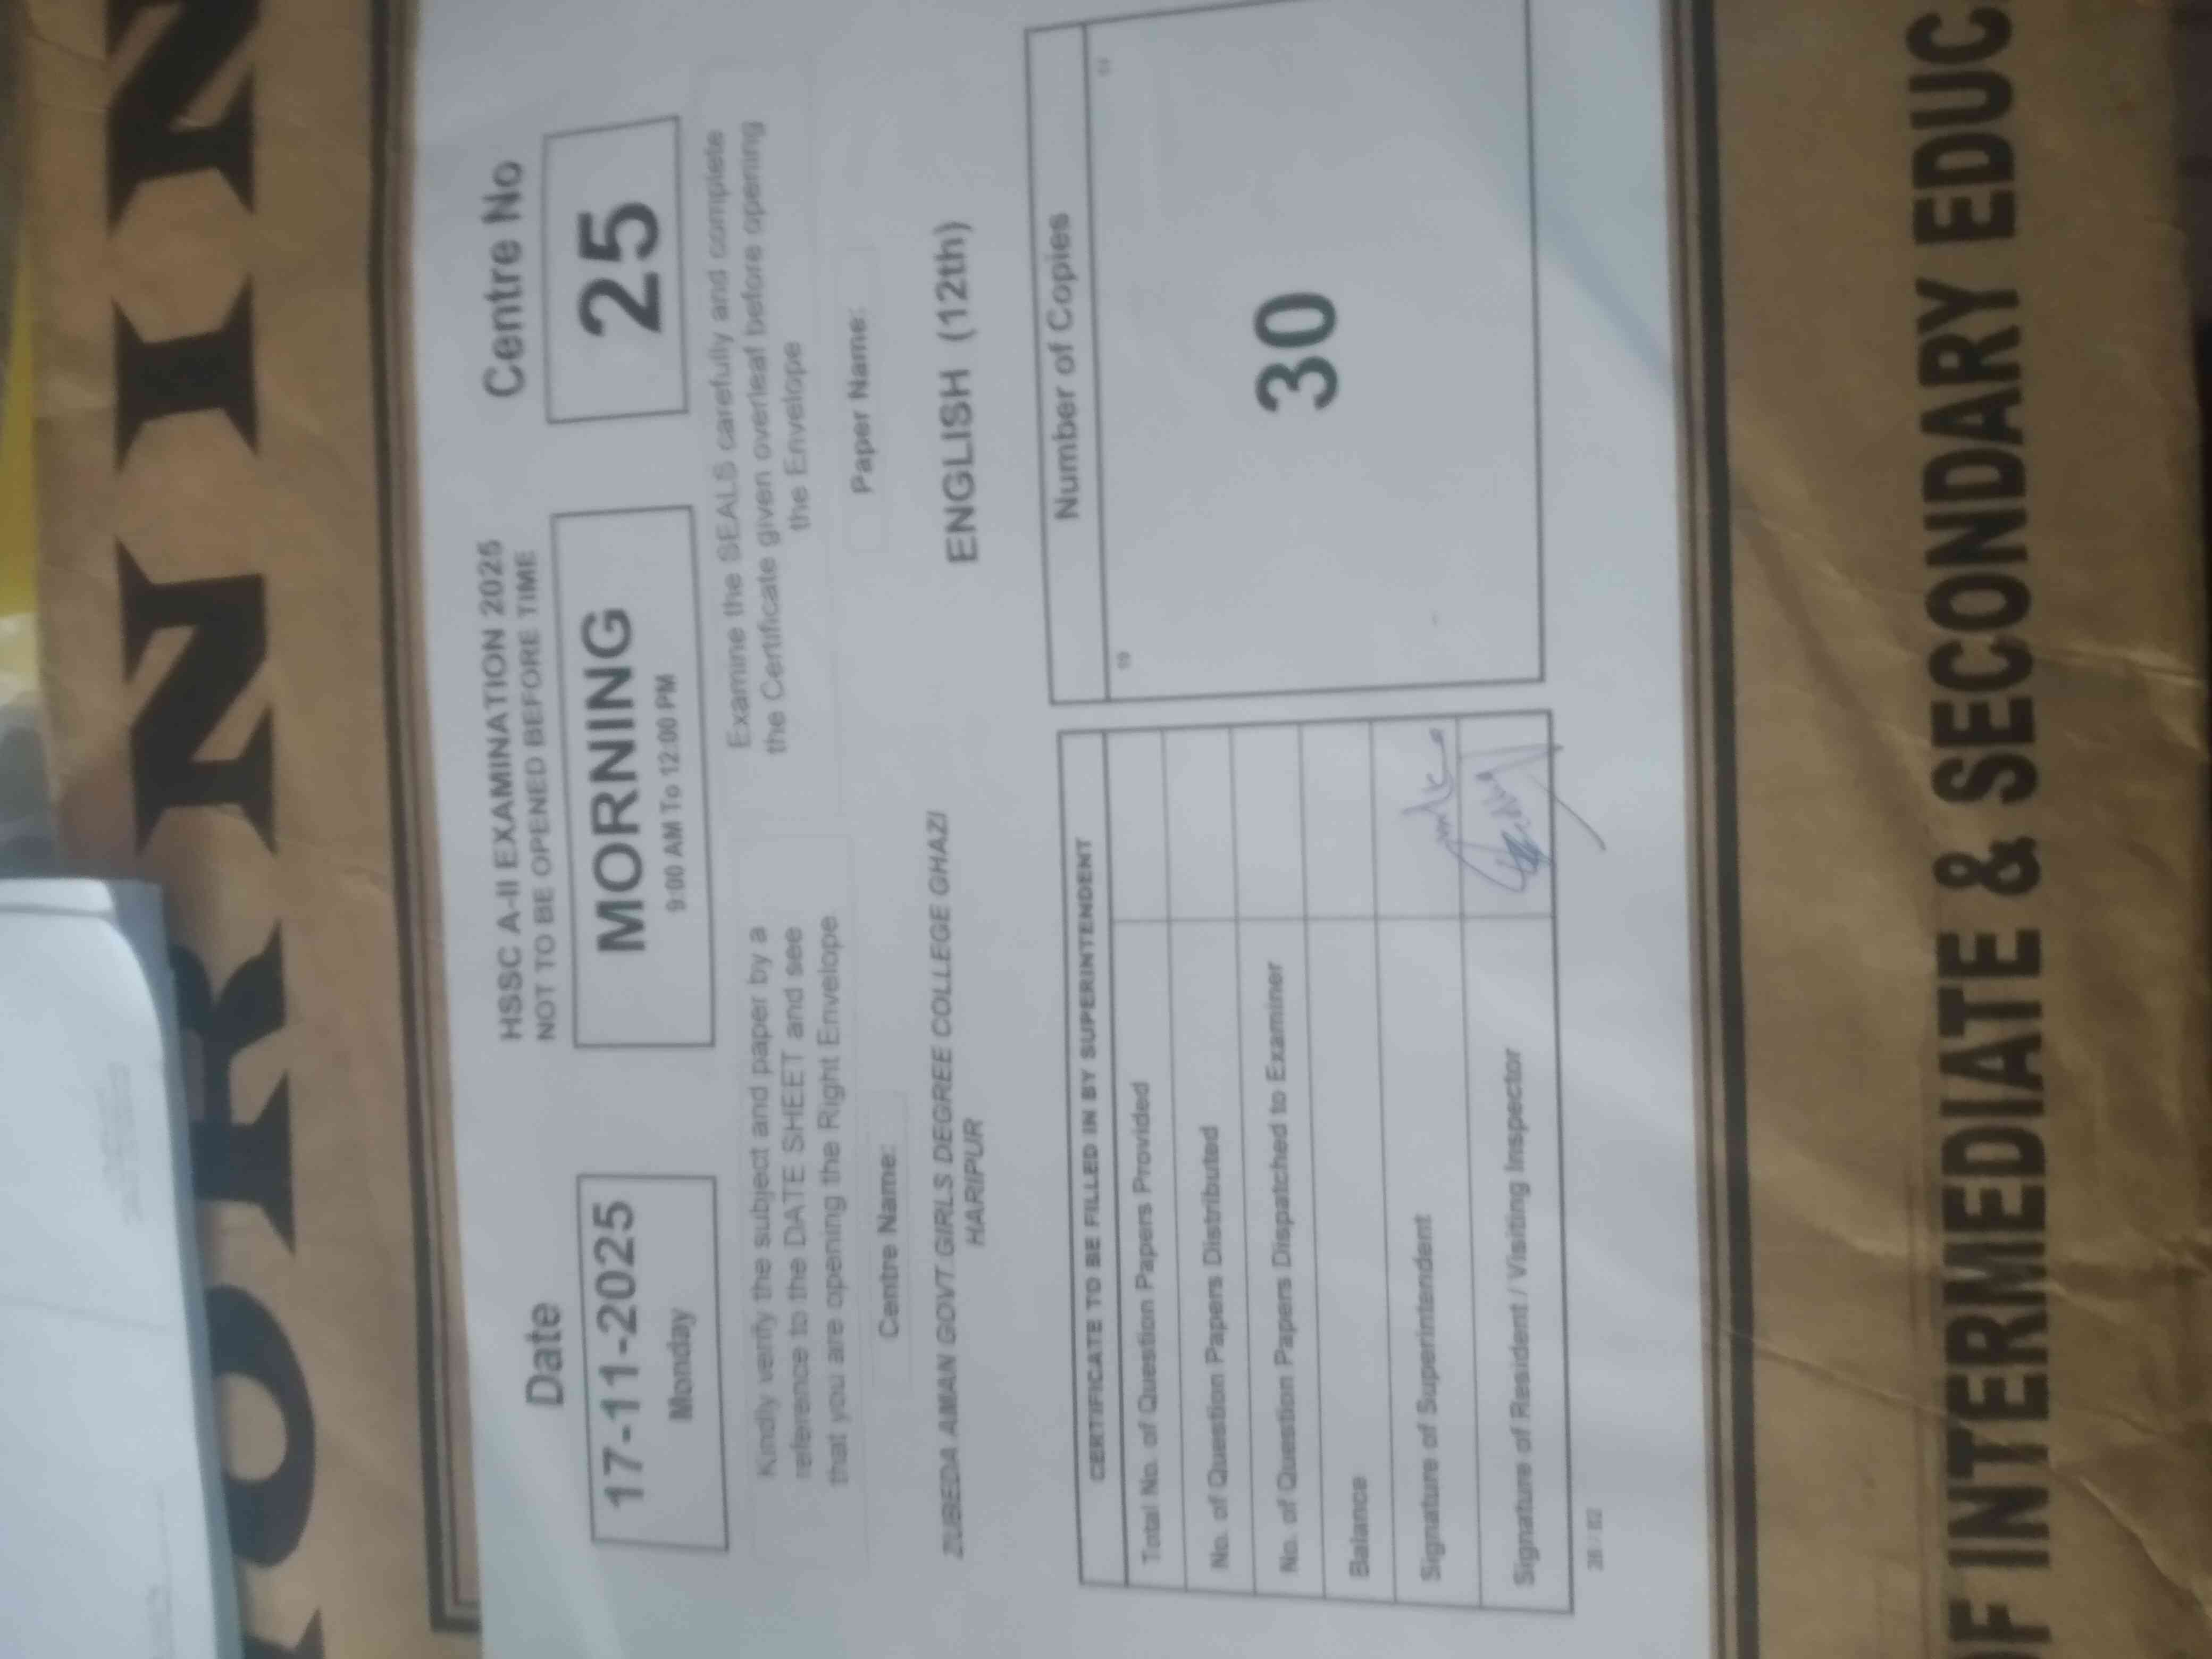 MORNIN
HSSC A-II EXAMINATION 2025
NOT TO BE OPENED BEFORE TIME
Date
Centre No
17-11-2025
Monday
MORNING
9:00 AM To 12:00 PM
25
Kindly verify the subject and paper by a
reference to the DATE SHEET and see
that you are opening the Right Envelope
Examine the SEALS carefully and complete
the Certificate given overleaf before opening
the Envelope
Centre Name:
Paper Name:
ZUBEDA AMAN GOVT GIRLS DEGREE COLLEGE GHAZI
HARIPUR
ENGLISH (12th)
CERTIFICATE TO BE FILLED IN BY SUPERINTENDENT
Total No. of Question Papers Provided
No. of Question Papers Distributed
No. of Question Papers Dispatched to Examiner
Balance
Signature of Superintendent
Signature of Resident / Visiting Inspector
Number of Copies
30
OF INTERMEDIATE & SECONDARY EDUC